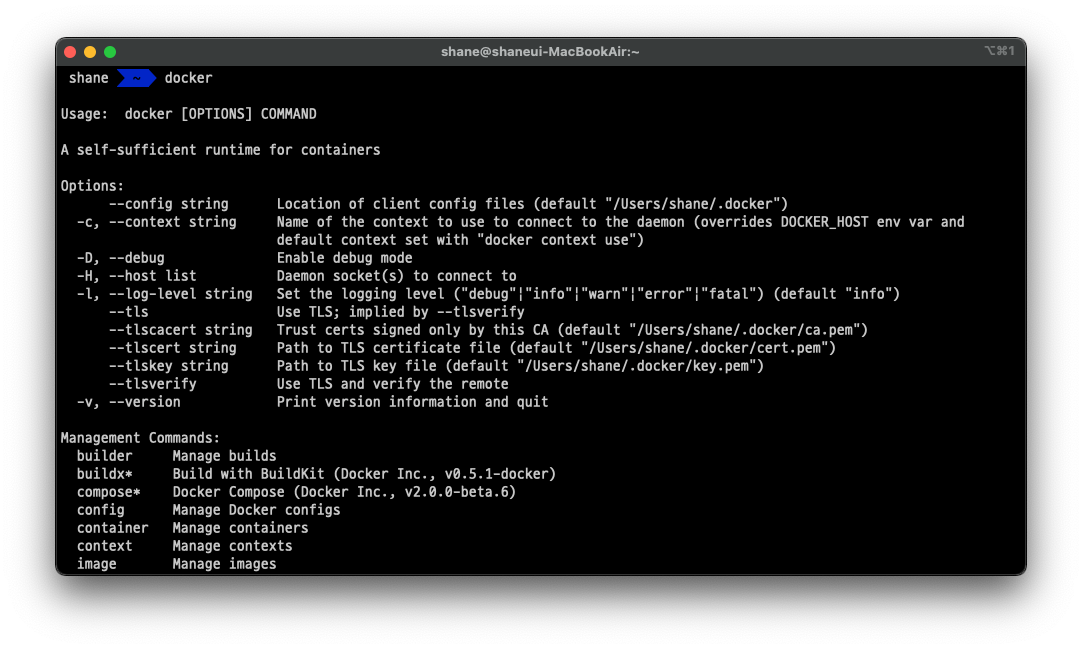 shane@shaneui-MacBookAir:~
⌥⌘1
shane ~ docker
Usage:  docker [OPTIONS] COMMAND
A self-sufficient runtime for containers
Options:
      --config string      Location of client config files (default "/Users/shane/.docker")
  -c, --context string     Name of the context to use to connect to the daemon (overrides DOCKER_HOST env var and
                           default context set with "docker context use")
  -D, --debug              Enable debug mode
  -H, --host list          Daemon socket(s) to connect to
  -l, --log-level string   Set the logging level ("debug"|"info"|"warn"|"error"|"fatal") (default "info")
      --tls                Use TLS; implied by --tlsverify
      --tlscacert string   Trust certs signed only by this CA (default "/Users/shane/.docker/ca.pem")
      --tlscert string     Path to TLS certificate file (default "/Users/shane/.docker/cert.pem")
      --tlskey string      Path to TLS key file (default "/Users/shane/.docker/key.pem")
      --tlsverify          Use TLS and verify the remote
  -v, --version            Print version information and quit
Management Commands:
  builder     Manage builds
  buildx*     Build with BuildKit (Docker Inc., v0.5.1-docker)
  compose*    Docker Compose (Docker Inc., v2.0.0-beta.6)
  config      Manage Docker configs
  container   Manage containers
  context     Manage contexts
  image       Manage images